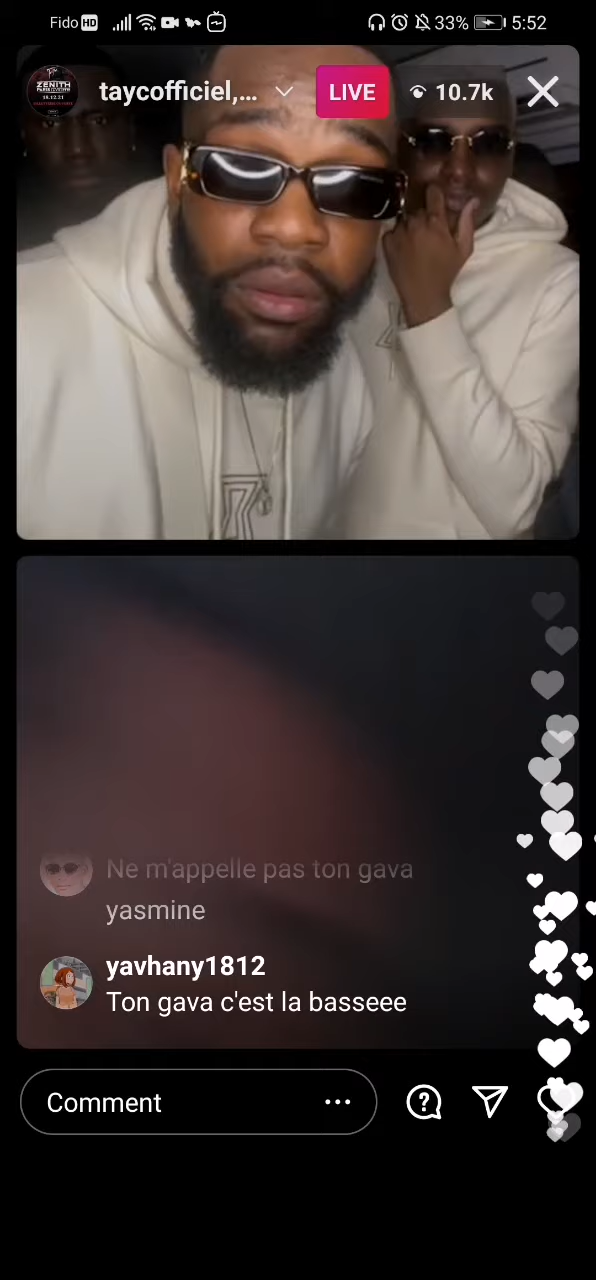 Fido HD 33% 5:52
taycofficiel,... LIVE 10.7k
ZENITH
Ne m'appelle pas ton gava
yasmine
yavhany1812
Ton gava c'est la basseee
Comment